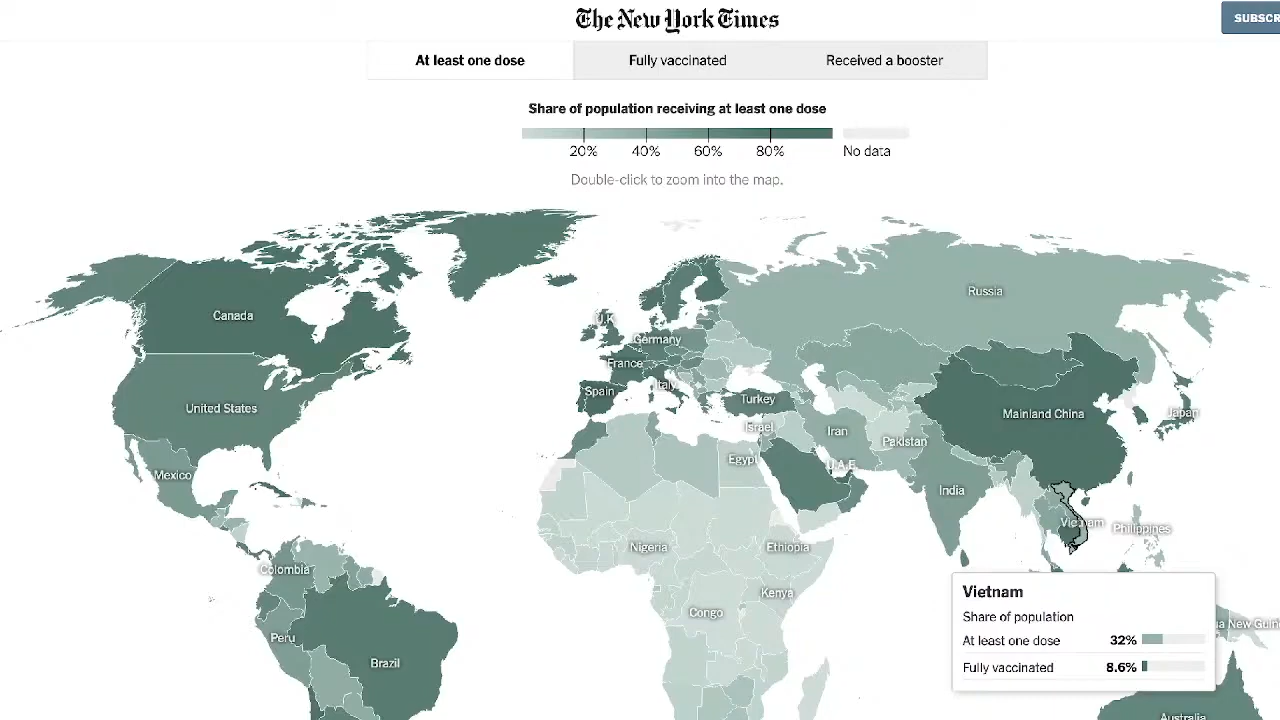 The New York Times
SUBSCR
At least one dose
Fully vaccinated
Received a booster
Share of population receiving at least one dose
20%
40%
60%
80%
No data
Double-click to zoom into the map.
Russia
Canada
U.K.
Germany
France
Italy
Spain
Turkey
United States
Mainland China
Japan
Israel
Iran
Pakistan
Egypt
U.A.E.
Mexico
India
Vietnam
Philippines
Nigeria
Ethiopia
Colombia
Kenya
Congo
Peru
Brazil
ua New Guin
Australia
Vietnam
Share of population
At least one dose 32%
Fully vaccinated 8.6%